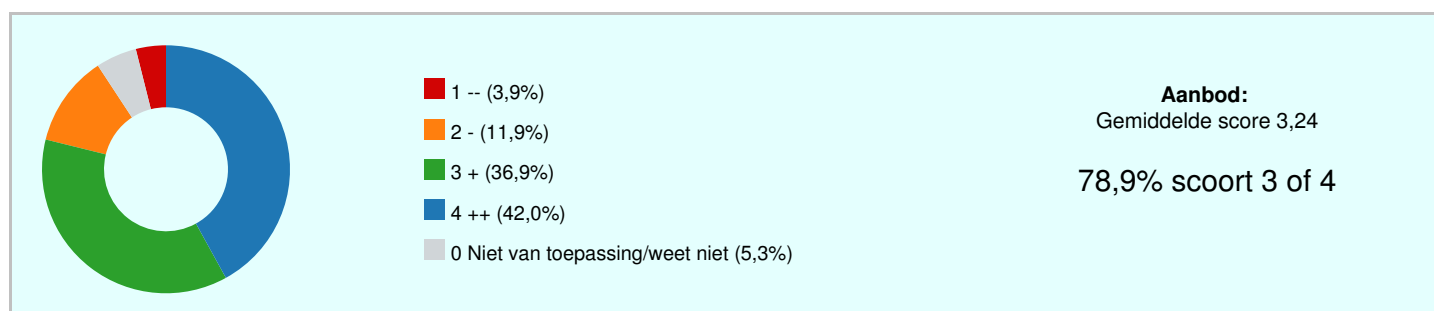 1 -- (3,9%)
2 - (11,9%)
3 + (36,9%)
4 ++ (42,0%)
0 Niet van toepassing/weet niet (5,3%)
Aanbod:
Gemiddelde score 3,24
78,9% scoort 3 of 4